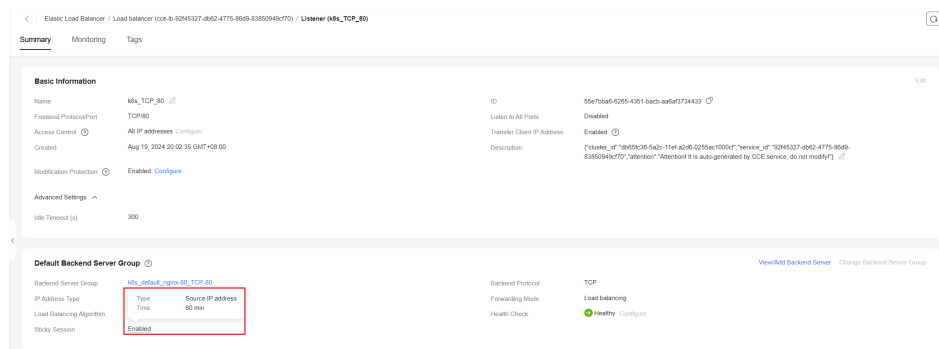 Elastic Load Balancer / Load balancer (cce-lb-92f45327-db62-4775-86d9-83850949cf70) / Listener (k8s_TCP_80)
Summary Monitoring Tags
Basic Information Edit
Name k8s_TCP_80
ID 55e7bba6-6265-4351-bacb-aa6af3734433
Frontend Protocol/Port TCP/80
Listen to All Ports Disabled
Access Control All IP addresses Configure
Transfer Client IP Address Enabled
Created Aug 19, 2024 20:02:35 GMT+08:00
Description {"cluster_id":"db65fc36-5a2c-11ef-a2d6-0255ac1000cf","service_id":"92f45327-db62-4775-86d9-
83850949cf70","attention":"Attention! It is auto-generated by CCE service, do not modify!"}
Modification Protection Enabled Configure
Advanced Settings
Idle Timeout (s) 300
Default Backend Server Group View/Add Backend Server Change Backend Server Group
Backend Server Group k8s_default_nginx-80_TCP-80
Backend Protocol TCP
IP Address Type
Type Source IP address
Forwarding Mode Load balancing
Time 60 min
Load Balancing Algorithm
Health Check Healthy Configure
Sticky Session Enabled